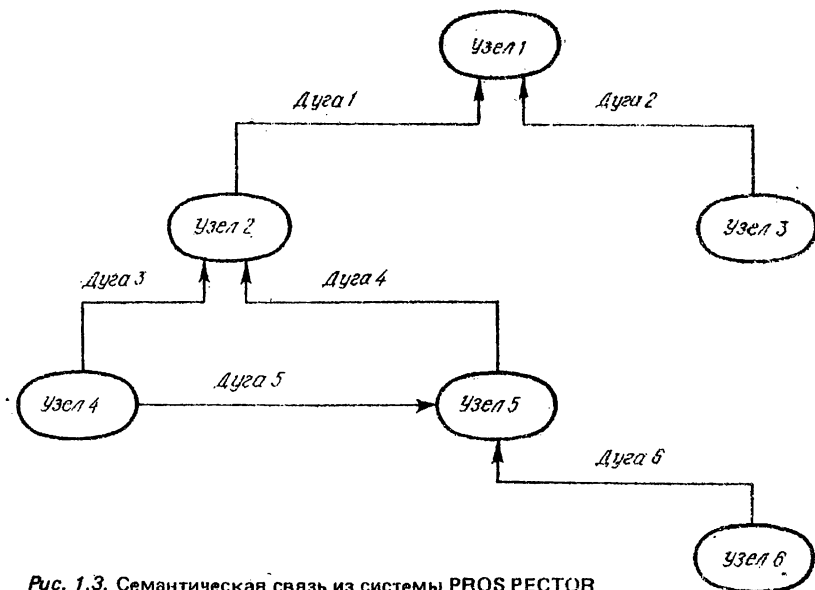 Узел 1
Дуга 1
Дуга 2
Узел 2
Узел 3
Дуга 3
Дуга 4
Узел 4
Дуга 5
Узел 5
Дуга 6
Узел 6
Рис. 1.3. Семантическая связь из системы PROS PECTOR